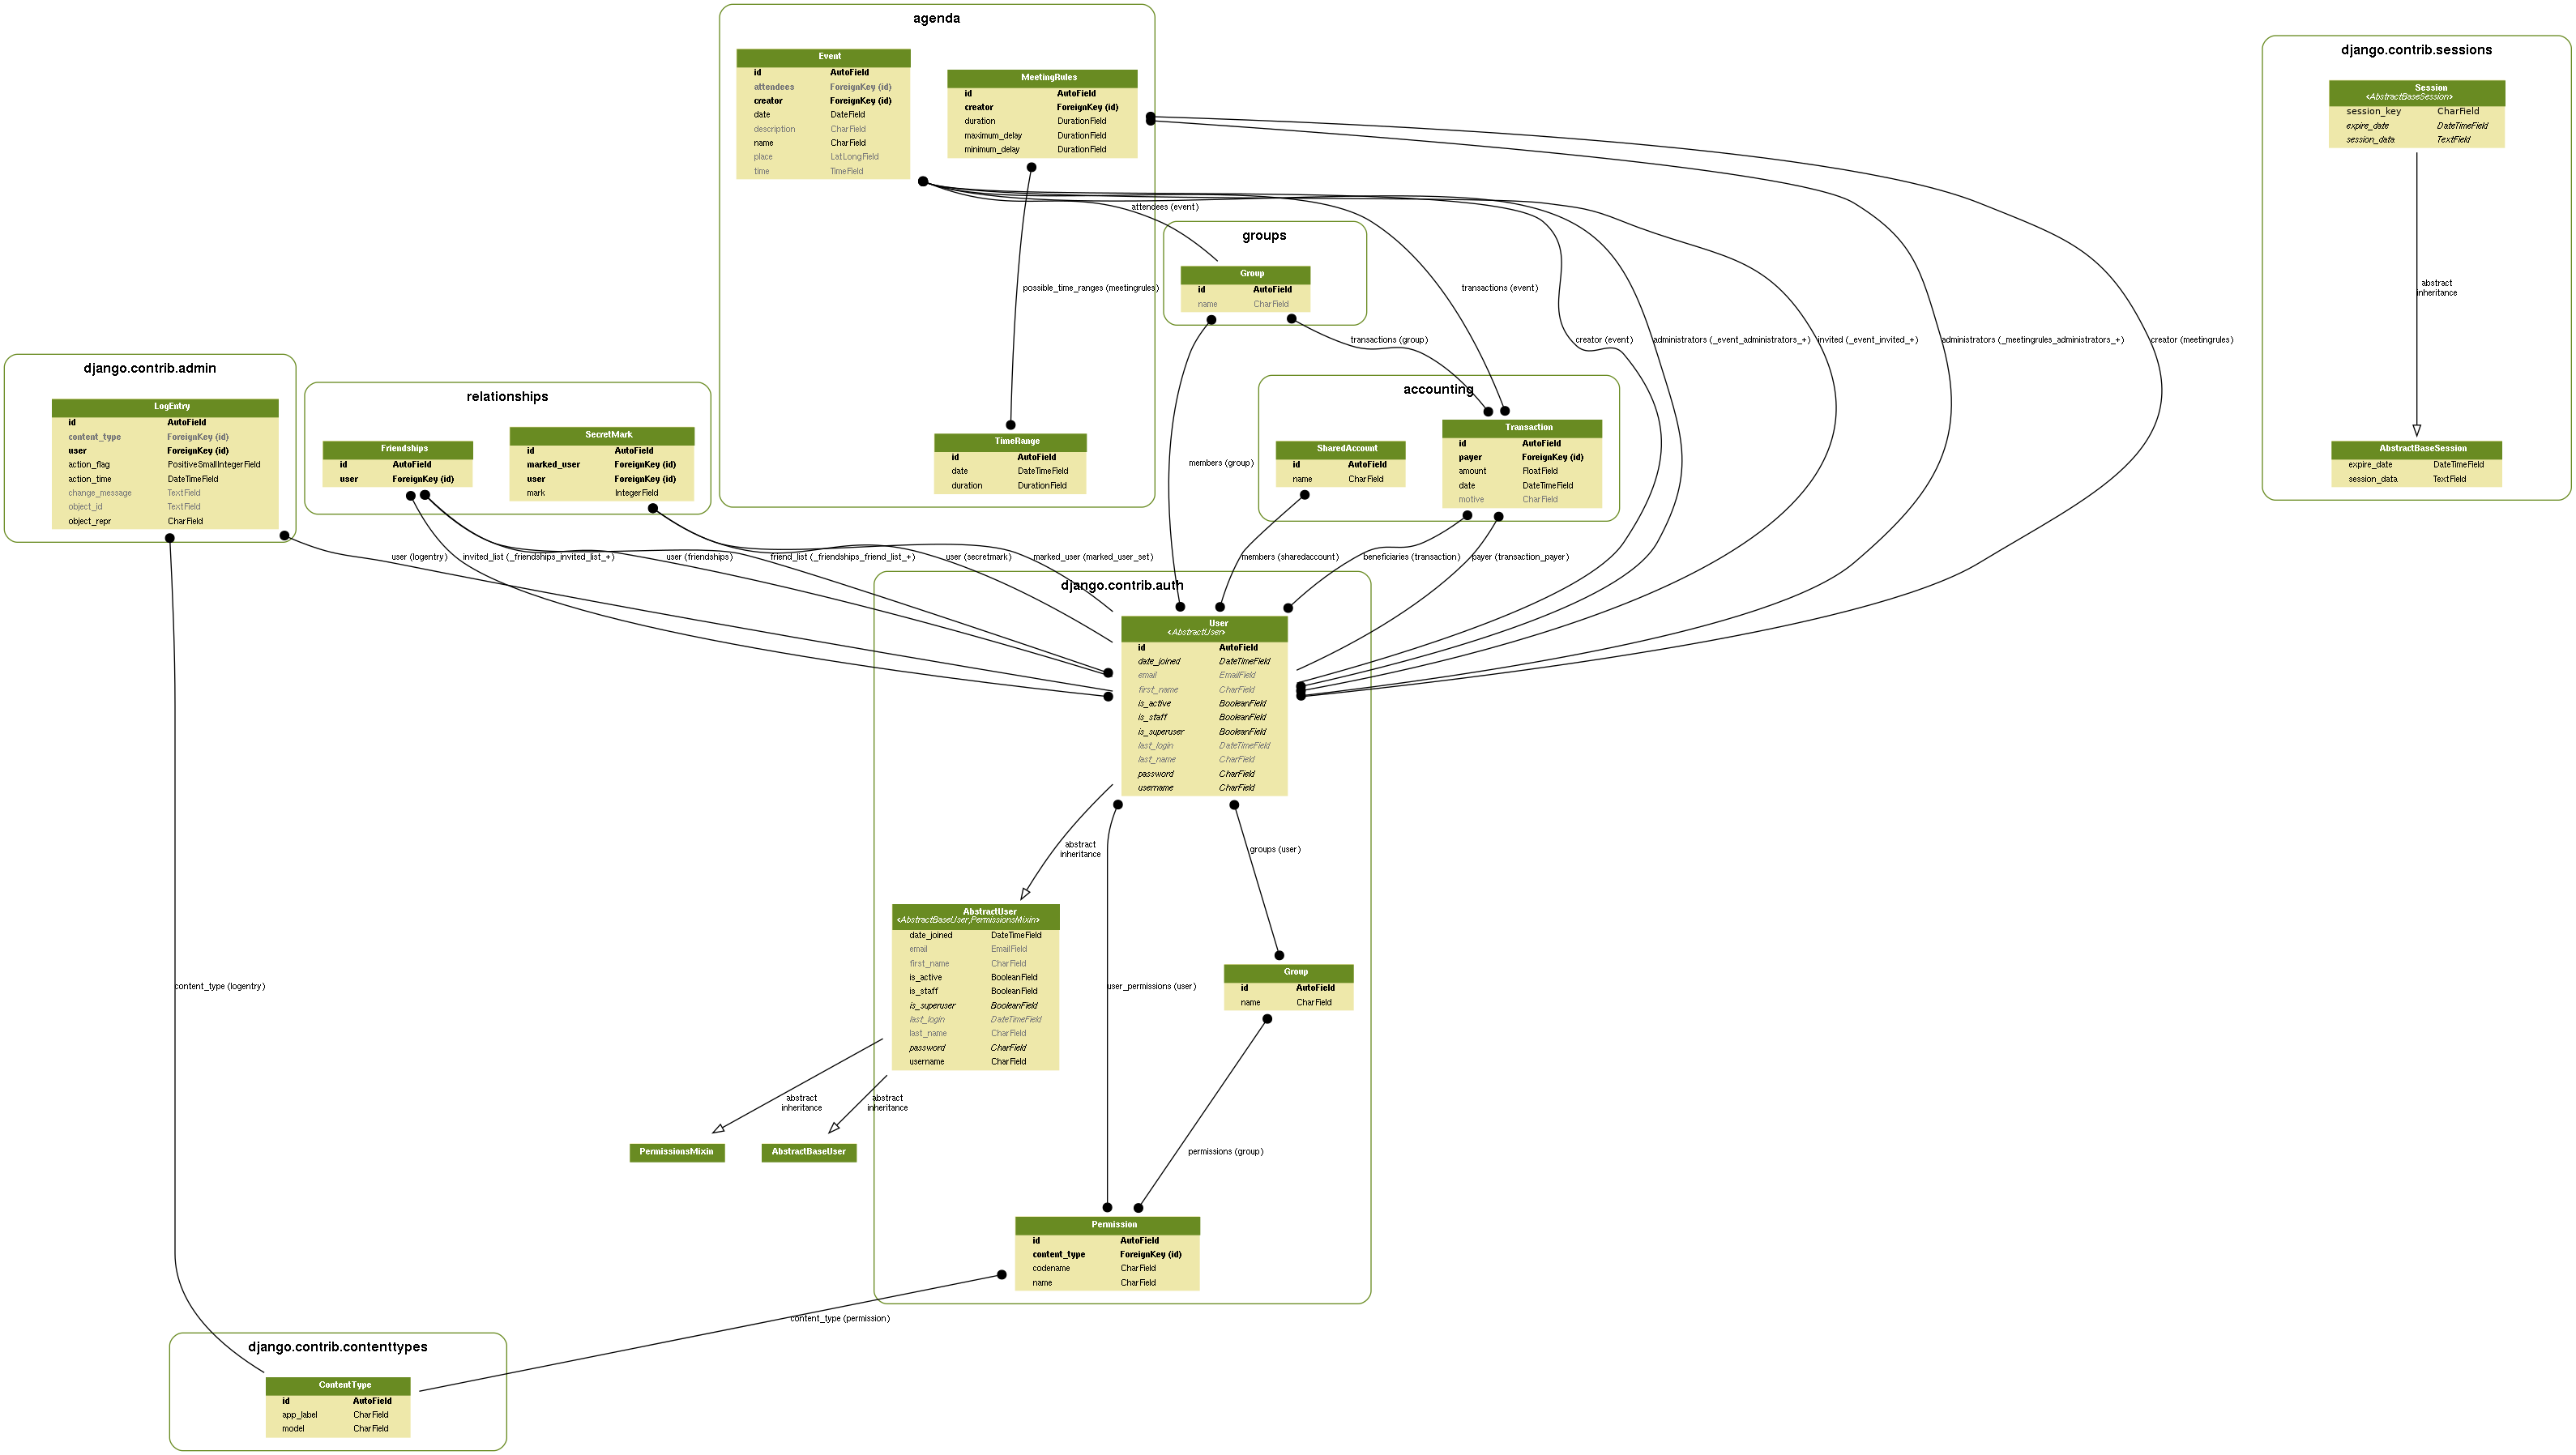 agenda
Event
id AutoField
attendees ForeignKey (id)
creator ForeignKey (id)
date DateField
description CharField
name CharField
place LatLongField
time TimeField
MeetingRules
id AutoField
creator ForeignKey (id)
duration DurationField
maximum_delay DurationField
minimum_delay DurationField
TimeRange
id AutoField
date DateTimeField
duration DurationField
possible_time_ranges (meetingrules)
attendees (event)
groups
Group
id AutoField
name CharField
transactions (event)
transactions (group)
creator (event)
administrators (_event_administrators_+)
invited (_event_invited_+)
administrators (_meetingrules_administrators_+)
creator (meetingrules)
members (group)
django.contrib.sessions
Session
<AbstractBaseSession>
session_key CharField
expire_date DateTimeField
session_data TextField
abstract
inheritance
AbstractBaseSession
expire_date DateTimeField
session_data TextField
django.contrib.admin
LogEntry
id AutoField
content_type ForeignKey (id)
user ForeignKey (id)
action_flag PositiveSmallIntegerField
action_time DateTimeField
change_message TextField
object_id TextField
object_repr CharField
relationships
Friendships
id AutoField
user ForeignKey (id)
SecretMark
id AutoField
marked_user ForeignKey (id)
user ForeignKey (id)
mark IntegerField
accounting
SharedAccount
id AutoField
name CharField
Transaction
id AutoField
payer ForeignKey (id)
amount FloatField
date DateTimeField
motive CharField
user (logentry)
invited_list (_friendships_invited_list_+)
user (friendships)
friend_list (_friendships_friend_list_+)
user (secretmark)
marked_user (marked_user_set)
members (sharedaccount)
beneficiaries (transaction)
payer (transaction_payer)
django.contrib.auth
User
<AbstractUser>
id AutoField
date_joined DateTimeField
email EmailField
first_name CharField
is_active BooleanField
is_staff BooleanField
is_superuser BooleanField
last_login DateTimeField
last_name CharField
password CharField
username CharField
abstract
inheritance
groups (user)
AbstractUser
<AbstractBaseUser,PermissionsMixin>
date_joined DateTimeField
email EmailField
first_name CharField
is_active BooleanField
is_staff BooleanField
is_superuser BooleanField
last_login DateTimeField
last_name CharField
password CharField
username CharField
Group
id AutoField
name CharField
content_type (logentry)
user_permissions (user)
abstract
inheritance
abstract
inheritance
PermissionsMixin
AbstractBaseUser
permissions (group)
Permission
id AutoField
content_type ForeignKey (id)
codename CharField
name CharField
content_type (permission)
django.contrib.contenttypes
ContentType
id AutoField
app_label CharField
model CharField